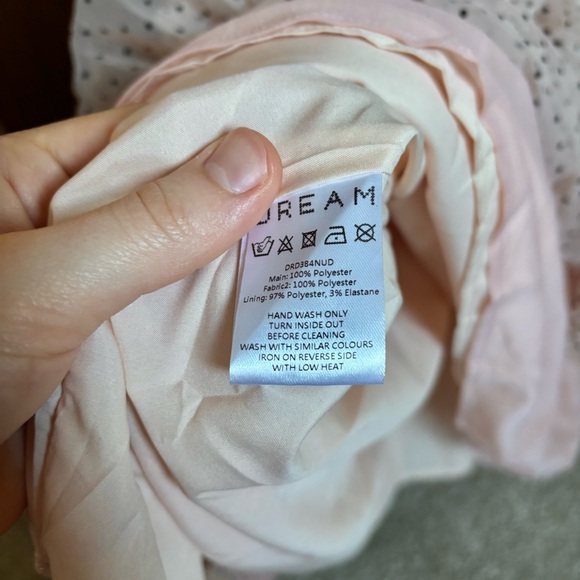 DREAM
DRD384NUD
Main: 100% Polyester
Fabric2: 100% Polyester
Lining: 97% Polyester, 3% Elastane
HAND WASH ONLY
TURN INSIDE OUT
BEFORE CLEANING
WASH WITH SIMILAR COLOURS
IRON ON REVERSE SIDE
WITH LOW HEAT